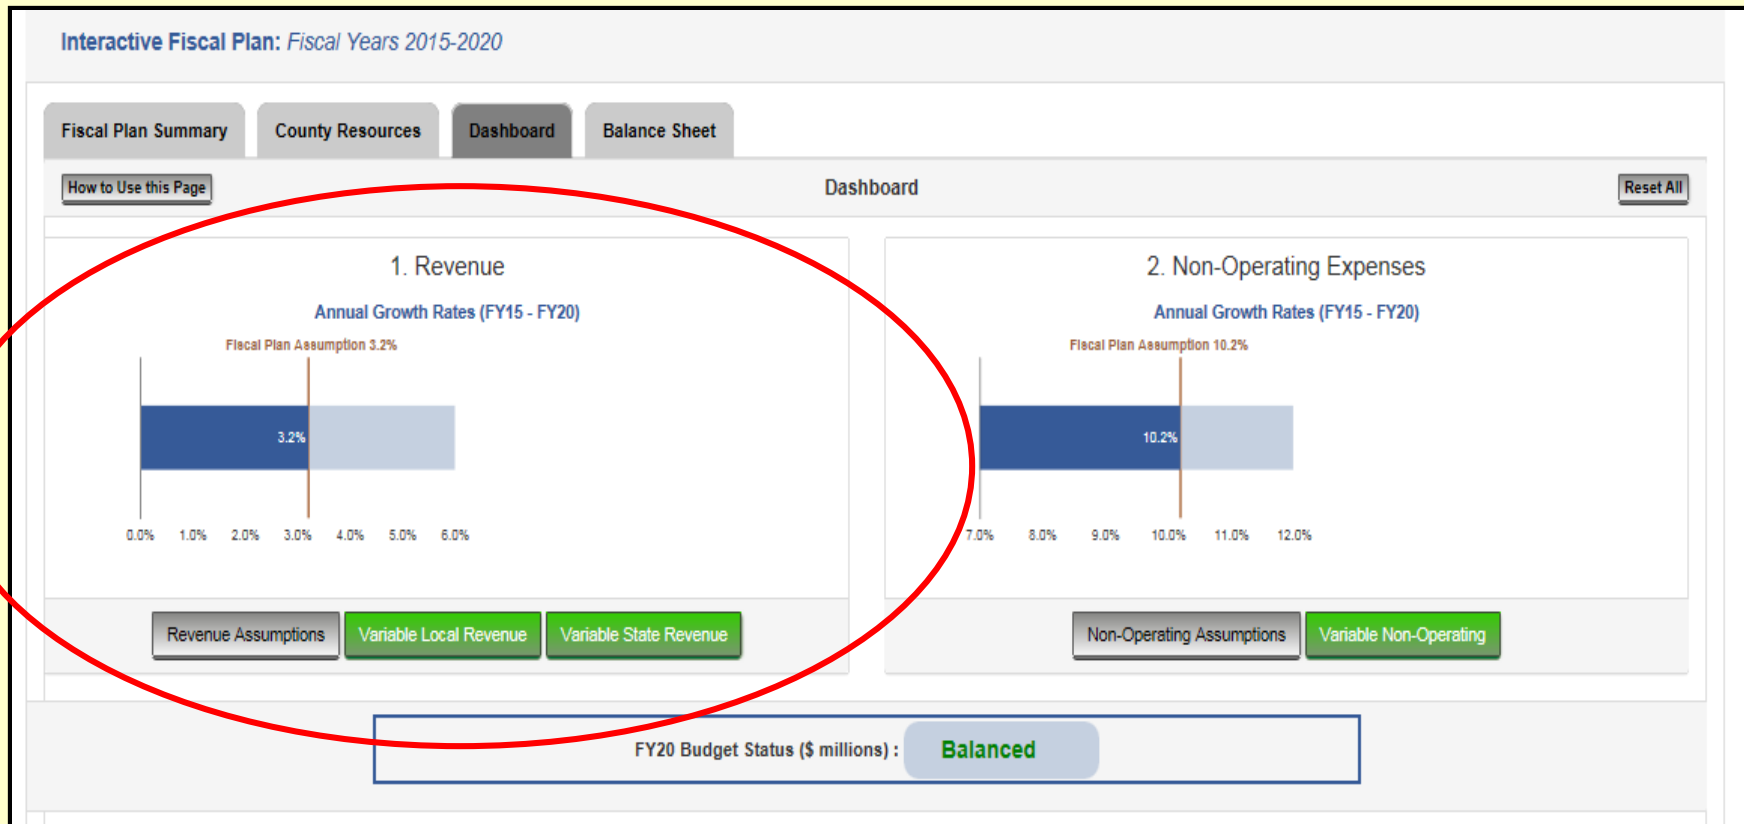 Interactive Fiscal Plan: Fiscal Years 2015-2020
Fiscal Plan Summary County Resources Dashboard Balance Sheet
How to Use this Page Dashboard Reset All
1. Revenue
Annual Growth Rates (FY15 - FY20)
Fiscal Plan Assumption 3.2%
3.2%
0.0% 1.0% 2.0% 3.0% 4.0% 5.0% 6.0%
Revenue Assumptions Variable Local Revenue Variable State Revenue
2. Non-Operating Expenses
Annual Growth Rates (FY15 - FY20)
Fiscal Plan Assumption 10.2%
10.2%
7.0% 8.0% 9.0% 10.0% 11.0% 12.0%
Non-Operating Assumptions Variable Non-Operating
FY20 Budget Status ($ millions) : Balanced